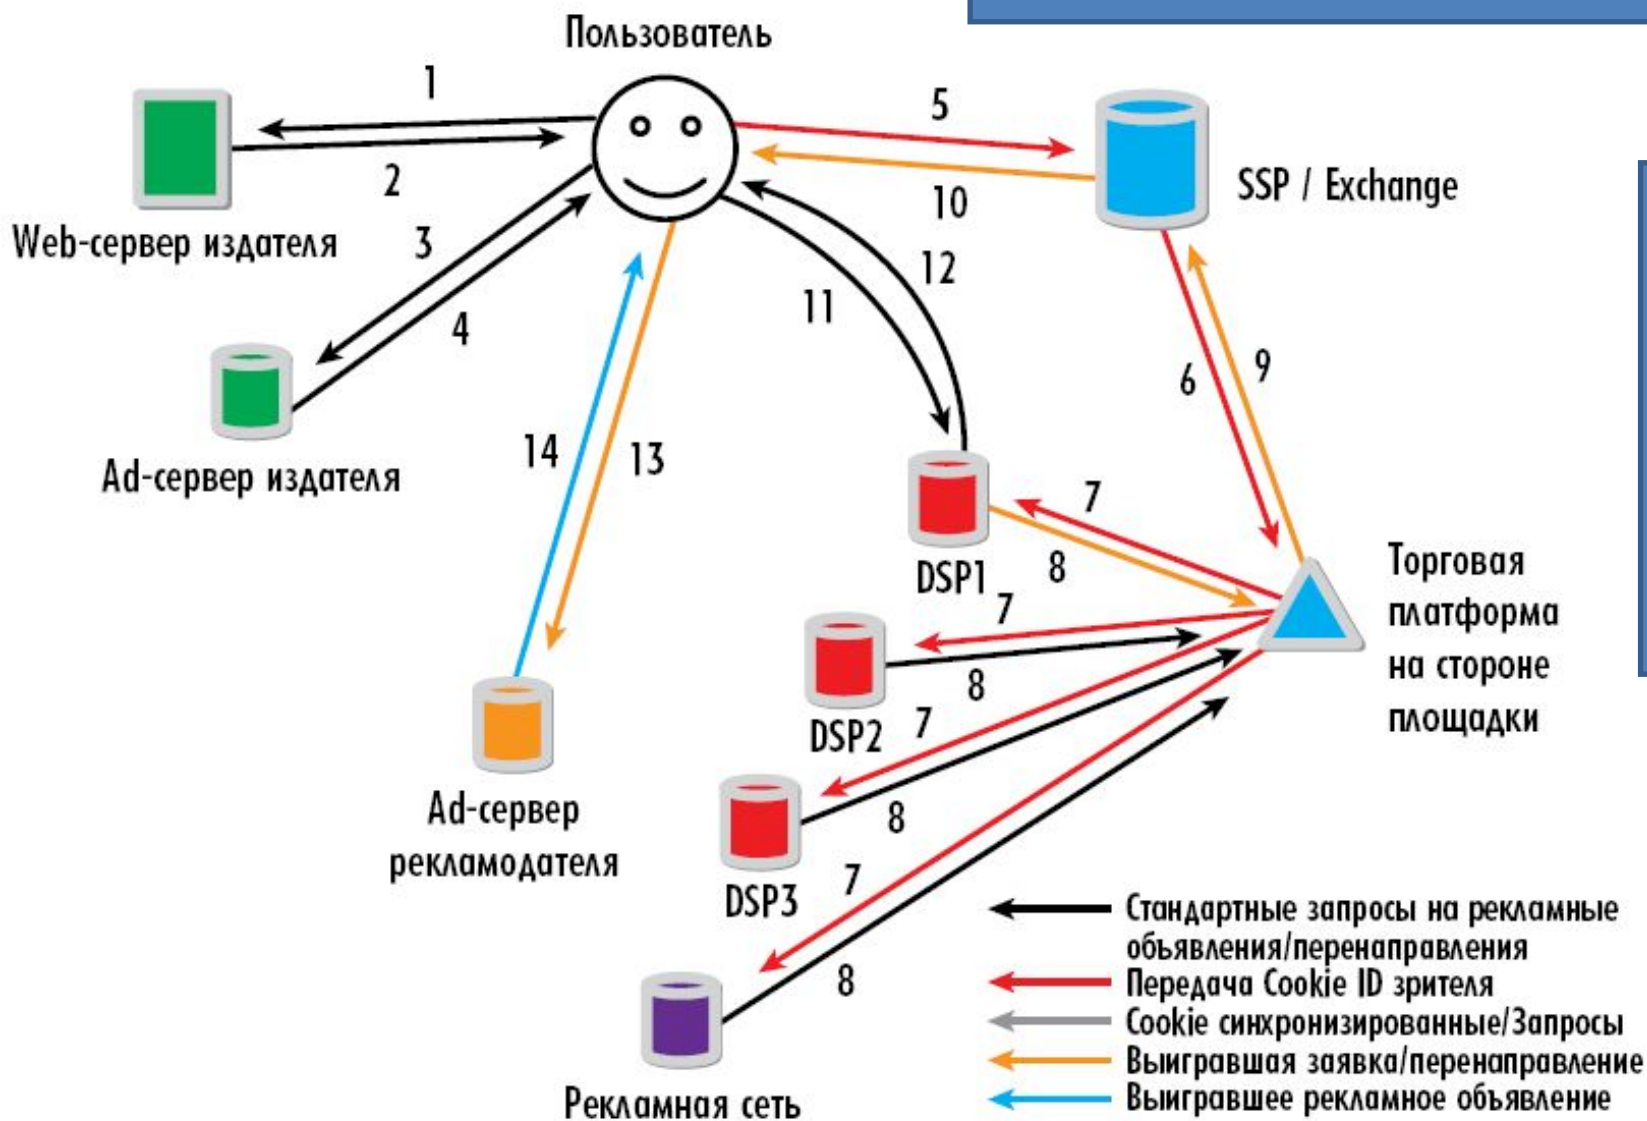 Пользователь
1
2
Web-сервер издателя
3
4
Ad-сервер издателя
5
10
SSP / Exchange
12
11
6
9
14
13
7
8
DSP1
7
8
DSP2
7
8
DSP3
7
8
Рекламная сеть
Торговая
платформа
на стороне
площадки
Ad-сервер
рекламодателя
Стандартные запросы на рекламные
объявления/перенаправления
Передача Cookie ID зрителя
Cookie синхронизированные/Запросы
Выигравшая заявка/перенаправление
Выигравшее рекламное объявление